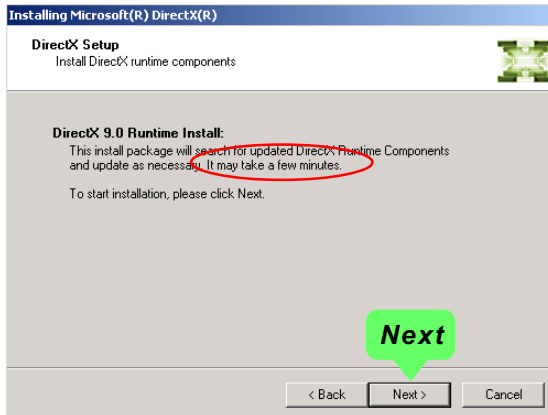 Installing Microsoft(R) DirectX(R)
DirectX Setup
Install DirectX runtime components
DirectX 9.0 Runtime Install:
This install package will search for updated DirectX Runtime Components
and update as necessary. It may take a few minutes.
To start installation, please click Next.
Next
< Back Next > Cancel